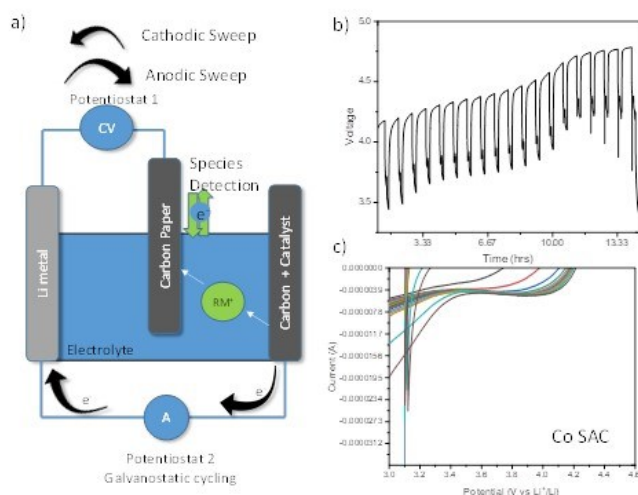 a)
Cathodic Sweep
Anodic Sweep
Potentiostat 1
CV
Species
Detection
e
Li metal
Carbon Paper
Carbon + Catalyst
RM⁺
Electrolyte
e⁻
e⁻
A
Potentiostat 2
Galvanostatic cycling
b)
5.0
4.5
4.0
3.5
Voltage
3.33 6.67 10.00 13.33
Time (hrs)
c)
0.0000000
-0.0000039
-0.0000078
-0.0000117
-0.0000156
-0.0000195
-0.0000234
-0.0000273
-0.0000312
Current (A)
Co SAC
3.0 3.2 3.4 3.6 3.8 4.0 4.2 4.4 4.6
Potential (V vs Li⁺/Li)